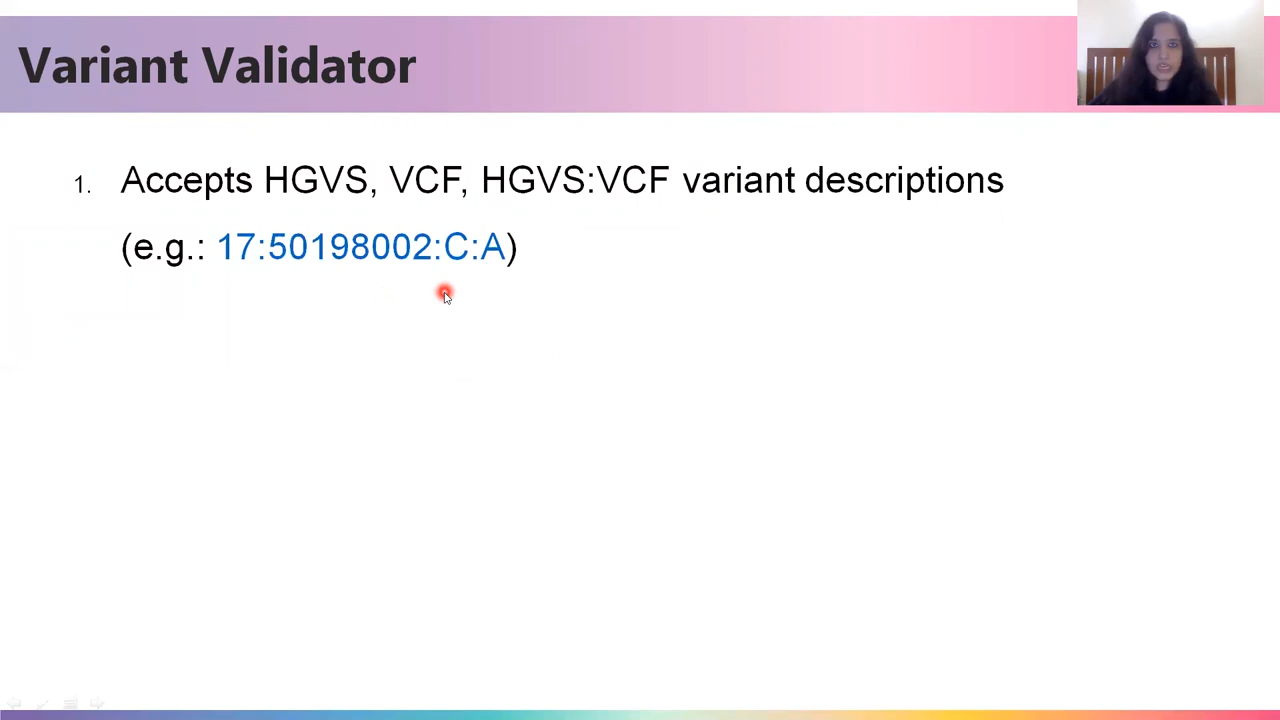 Variant Validator
1. Accepts HGVS, VCF, HGVS:VCF variant descriptions
(e.g.: 17:50198002:C:A)